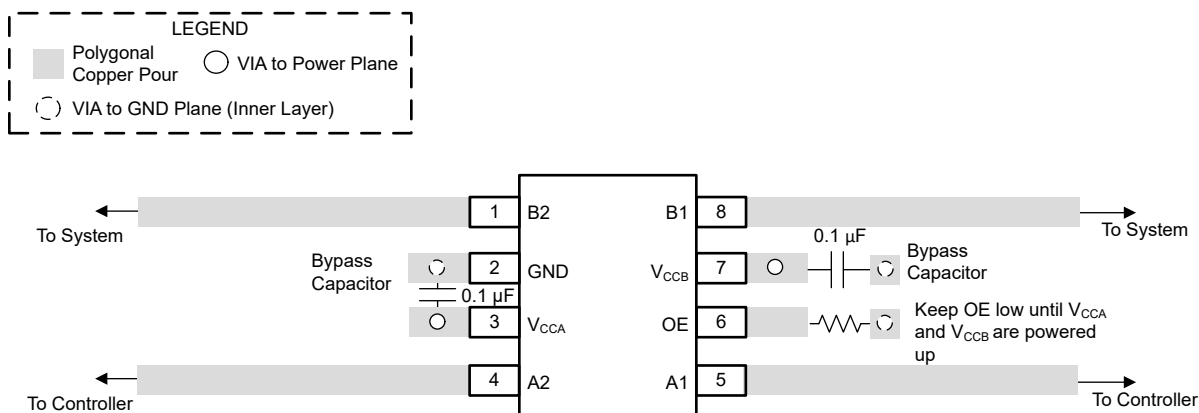 LEGEND
Polygonal
Copper Pour
VIA to Power Plane
VIA to GND Plane (Inner Layer)
1 B2
B1 8
To System
To System
0.1 µF
Bypass
Capacitor
2 GND
VCCB 7
Bypass
Capacitor
0.1 µF
3 VCCA
OE 6
Keep OE low until VCCA
and VCCB are powered
up
4 A2
A1 5
To Controller
To Controller